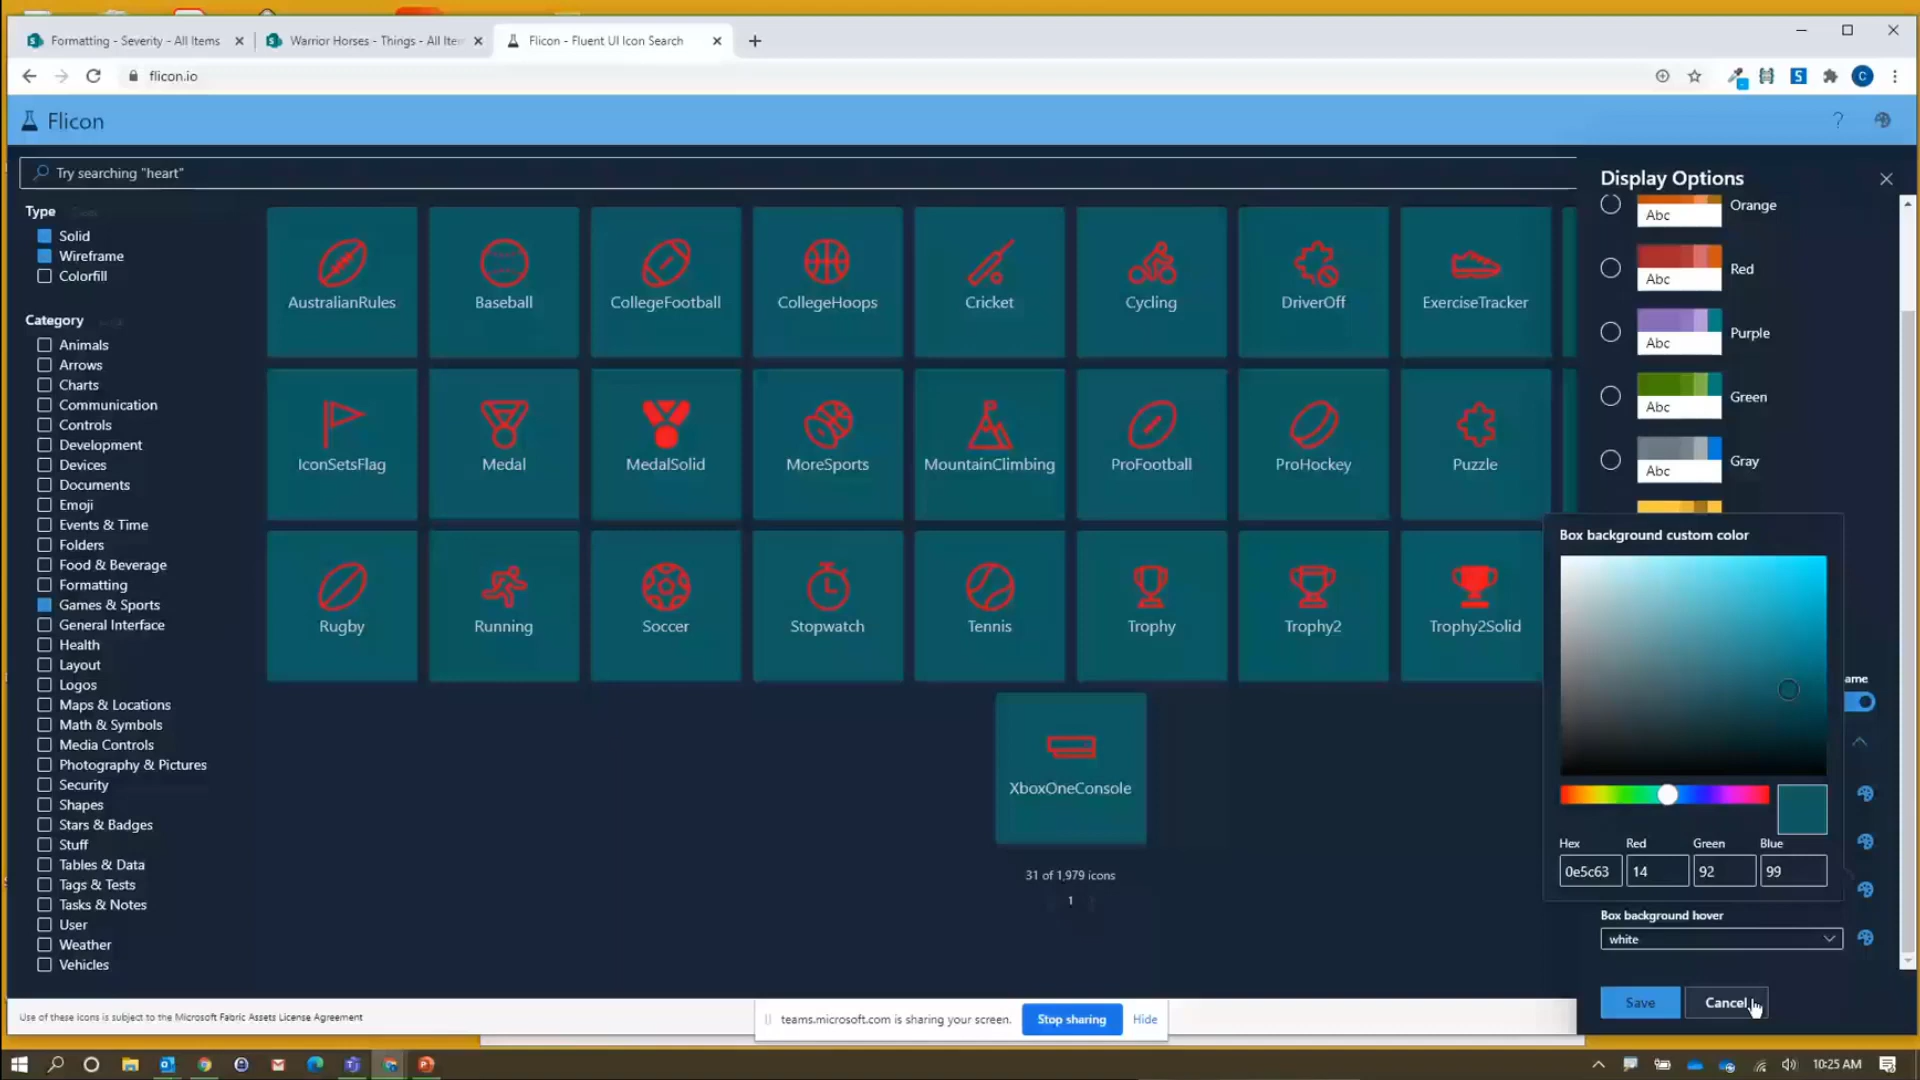 Formatting - Severity - All Items
Warrior Horses - Things - All Iten
Flicon - Fluent UI Icon Search
flicon.io
S
C
Flicon
?
Try searching "heart"
Type
Solid
Wireframe
Colorfill
Category
Animals
Arrows
Charts
Communication
Controls
Development
Devices
Documents
Emoji
Events & Time
Folders
Food & Beverage
Formatting
Games & Sports
General Interface
Health
Layout
Logos
Maps & Locations
Math & Symbols
Media Controls
Photography & Pictures
Security
Shapes
Stars & Badges
Stuff
Tables & Data
Tags & Tests
Tasks & Notes
User
Weather
Vehicles
AustralianRules
Baseball
CollegeFootball
CollegeHoops
Cricket
Cycling
DriverOff
ExerciseTracker
IconSetsFlag
Medal
MedalSolid
MoreSports
MountainClimbing
ProFootball
ProHockey
Puzzle
Rugby
Running
Soccer
Stopwatch
Tennis
Trophy
Trophy2
Trophy2Solid
XboxOneConsole
31 of 1,979 icons
1
Display Options
Abc
Orange
Abc
Red
Abc
Purple
Abc
Green
Abc
Gray
Box background custom color
ame
Hex Red Green Blue
0e5c63 14 92 99
Box background hover
white
Save Cancel
Use of these icons is subject to the Microsoft Fabric Assets License Agreement
teams.microsoft.com is sharing your screen. Stop sharing Hide
10:25 AM